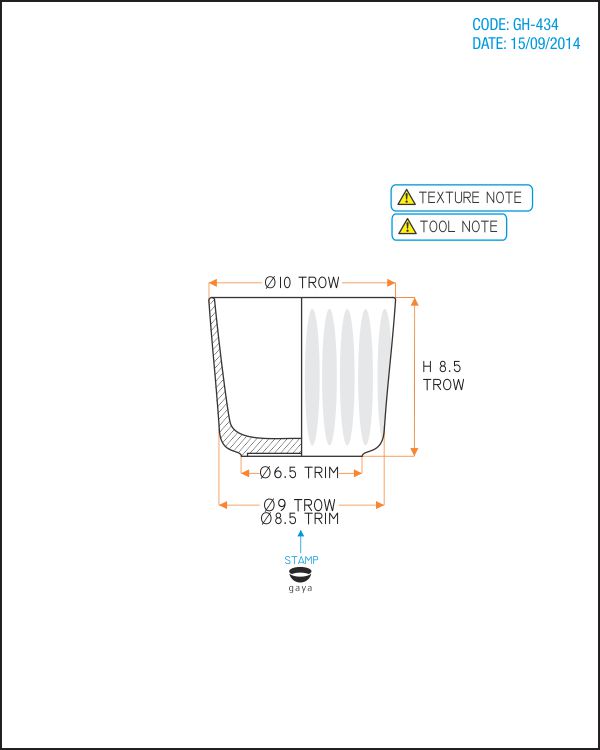 CODE: GH-434
DATE: 15/09/2014
TEXTURE NOTE
TOOL NOTE
Ø10 TROW
H 8.5
TROW
Ø6.5 TRIM
Ø9 TROW
Ø8.5 TRIM
STAMP
gaya